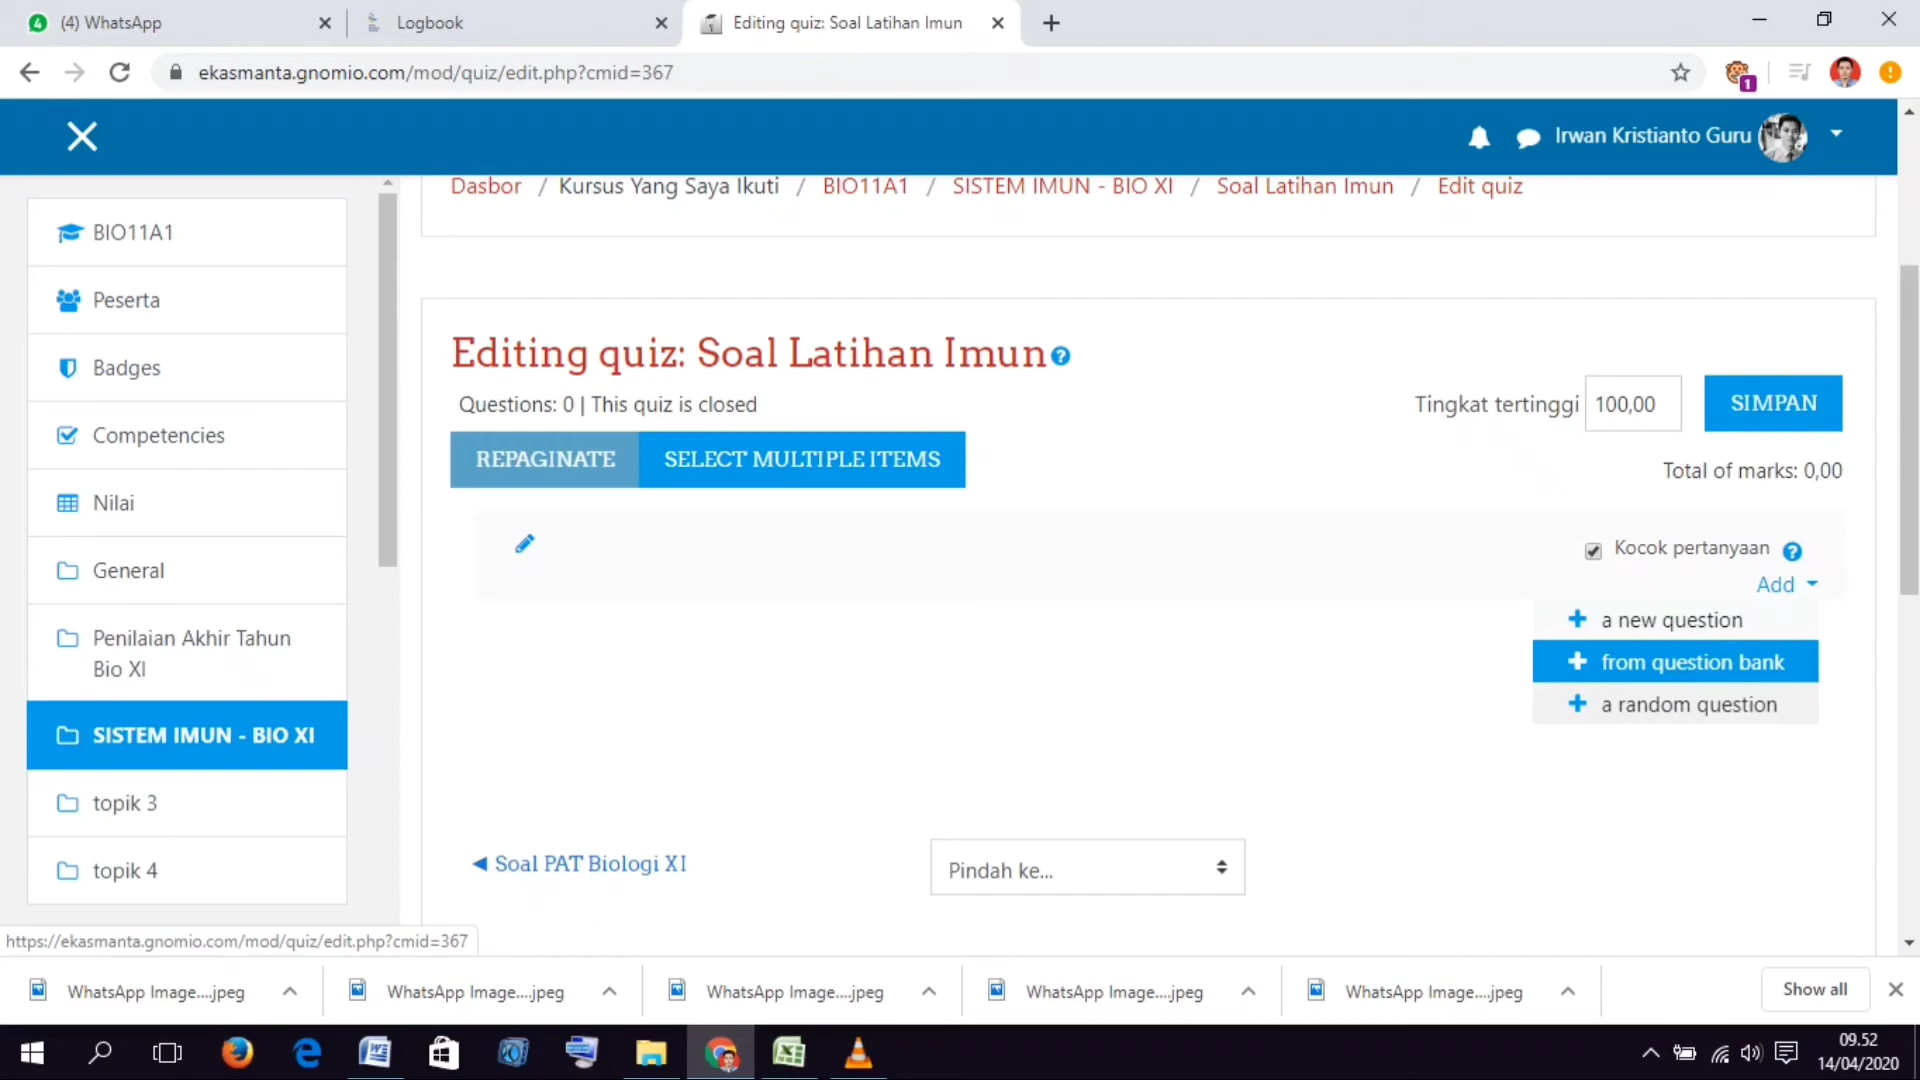 (4) WhatsApp
Logbook
Editing quiz: Soal Latihan Imun
ekasmanta.gnomio.com/mod/quiz/edit.php?cmid=367
1
Irwan Kristianto Guru
Dasbor / Kursus Yang Saya Ikuti / BIO11A1 / SISTEM IMUN - BIO XI / Soal Latihan Imun / Edit quiz
BIO11A1
Peserta
Badges
Competencies
Nilai
General
Penilaian Akhir Tahun
Bio XI
SISTEM IMUN - BIO XI
topik 3
topik 4
Editing quiz: Soal Latihan Imun
Questions: 0 | This quiz is closed
Tingkat tertinggi 100,00 SIMPAN
REPAGINATE SELECT MULTIPLE ITEMS
Total of marks: 0,00
Kocok pertanyaan
Add
a new question
from question bank
a random question
◄ Soal PAT Biologi XI
Pindah ke...
https://ekasmanta.gnomio.com/mod/quiz/edit.php?cmid=367
WhatsApp Image....jpeg
WhatsApp Image....jpeg
WhatsApp Image....jpeg
WhatsApp Image....jpeg
WhatsApp Image....jpeg
Show all
09.52
14/04/2020